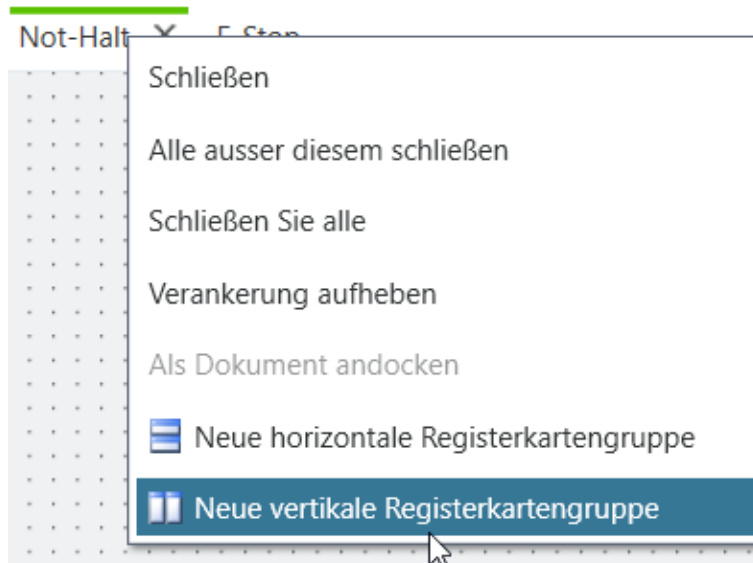 Not-Halt
Schließen
Alle ausser diesem schließen
Schließen Sie alle
Verankerung aufheben
Als Dokument andocken
Neue horizontale Registerkartengruppe
Neue vertikale Registerkartengruppe